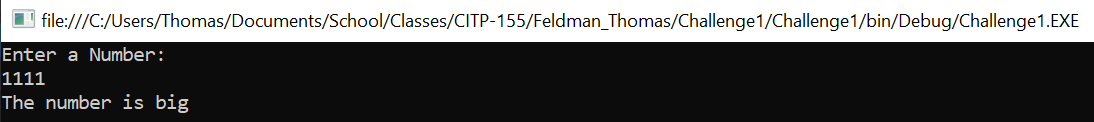 file:///C:/Users/Thomas/Documents/School/Classes/CITP-155/Feldman_Thomas/Challenge1/Challenge1/bin/Debug/Challenge1.EXE
Enter a Number:
1111
The number is big